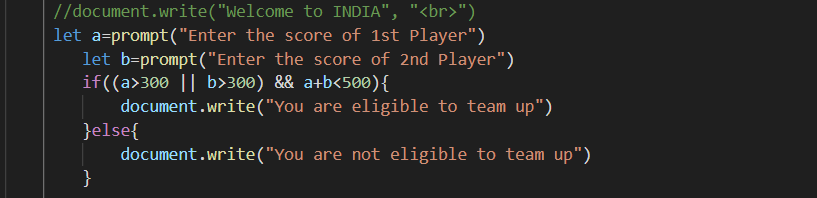 //document.write("Welcome to INDIA", "<br>")
let a=prompt("Enter the score of 1st Player")
let b=prompt("Enter the score of 2nd Player")
if((a>300 || b>300) && a+b<500){
document.write("You are eligible to team up")
}else{
document.write("You are not eligible to team up")
}